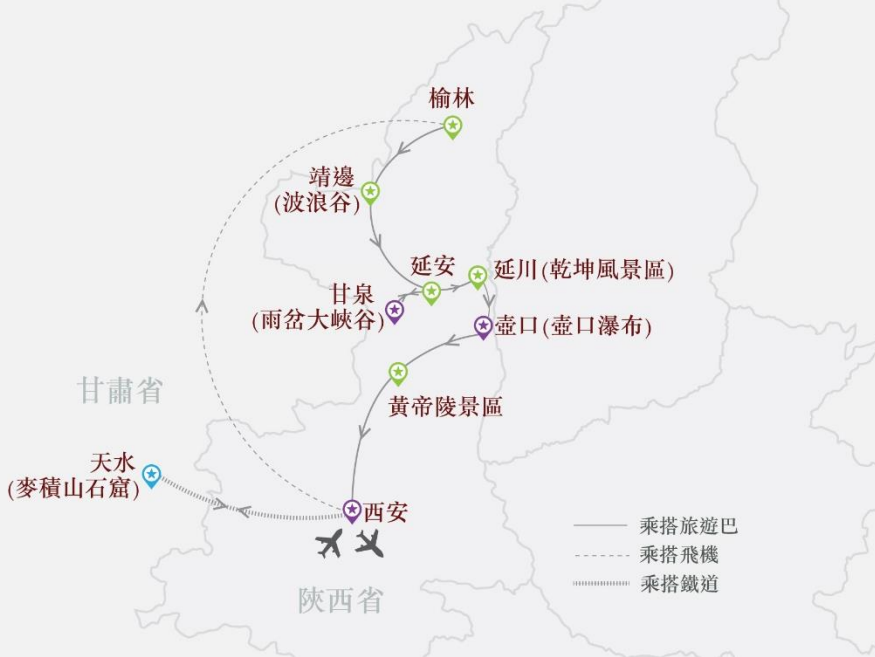 榆林
靖邊
(波浪谷)
延安
延川(乾坤風景區)
甘泉
(雨岔大峽谷)
壺口(壺口瀑布)
甘肅省
黃帝陵景區
天水
(麥積山石窟)
西安
乘搭旅遊巴
乘搭飛機
乘搭鐵道
陝西省